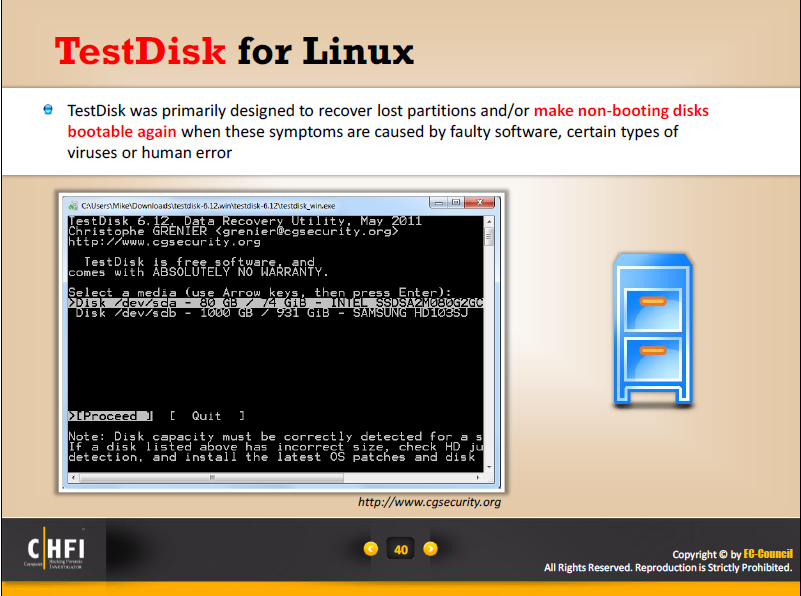 TestDisk for Linux
TestDisk was primarily designed to recover lost partitions and/or make non-booting disks
bootable again when these symptoms are caused by faulty software, certain types of
viruses or human error
C:\Users\Mike\Downloads\testdisk-6.12.win\testdisk-6.12\testdisk_win.exe
TestDisk 6.12, Data Recovery Utility, May 2011
Christophe GRENIER <grenier@cgsecurity.org>
http://www.cgsecurity.org
TestDisk is free software, and
comes with ABSOLUTELY NO WARRANTY.
Select a media (use Arrow keys, then press Enter):
>Disk /dev/sda - 80 GB / 74 GiB - INTEL SSDSA2M080G2GC
Disk /dev/sdb - 1000 GB / 931 GiB - SAMSUNG HD103SJ
>[Proceed ] [ Quit ]
Note: Disk capacity must be correctly detected for a s
If a disk listed above has incorrect size, check HD ju
detection, and install the latest OS patches and disk
http://www.cgsecurity.org
CHFI
Computer Hacking Forensic
INVESTIGATOR
40
Copyright © by EC-Council
All Rights Reserved. Reproduction is Strictly Prohibited.